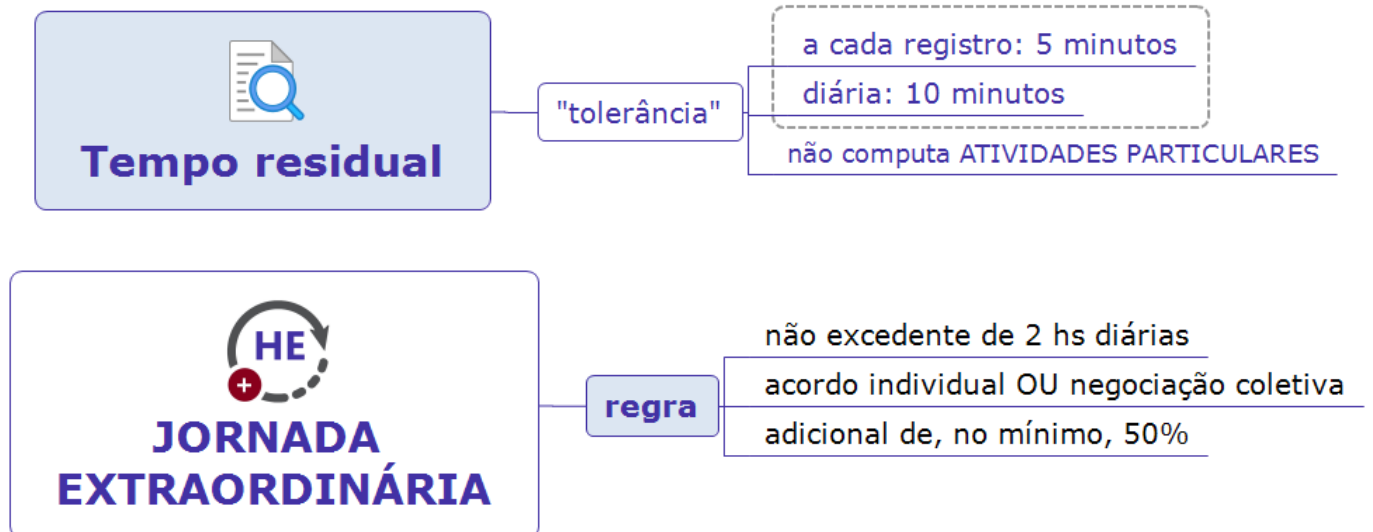 Tempo residual
"tolerância"
a cada registro: 5 minutos
diária: 10 minutos
não computa ATIVIDADES PARTICULARES
HE
+
JORNADA
EXTRAORDINÁRIA
regra
não excedente de 2 hs diárias
acordo individual OU negociação coletiva
adicional de, no mínimo, 50%